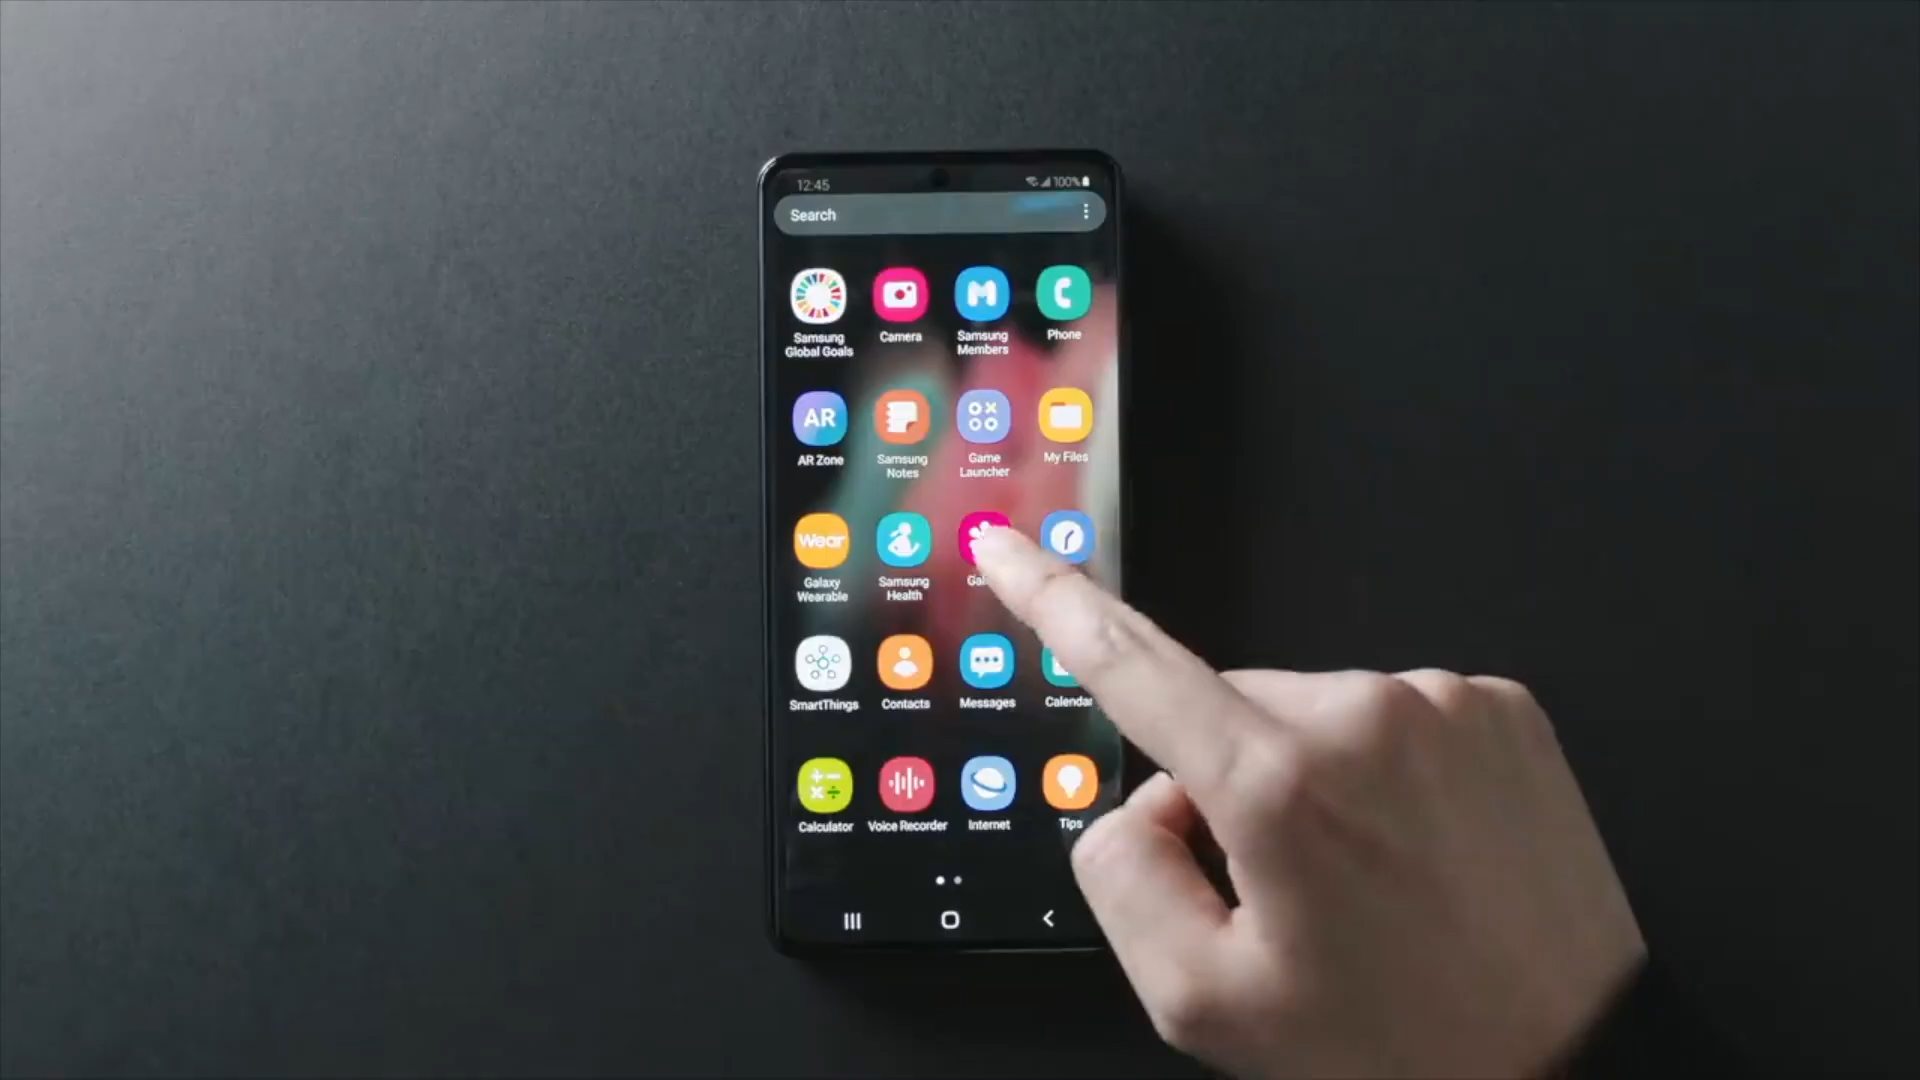 12:45
100%
Search
Samsung
Global Goals
Camera
Samsung
Members
Phone
AR
AR Zone
Samsung
Notes
Game
Launcher
My Files
Wear
Galaxy
Wearable
Samsung
Health
SmartThings
Contacts
Messages
Calendar
Calculator
Voice Recorder
Internet
Tips